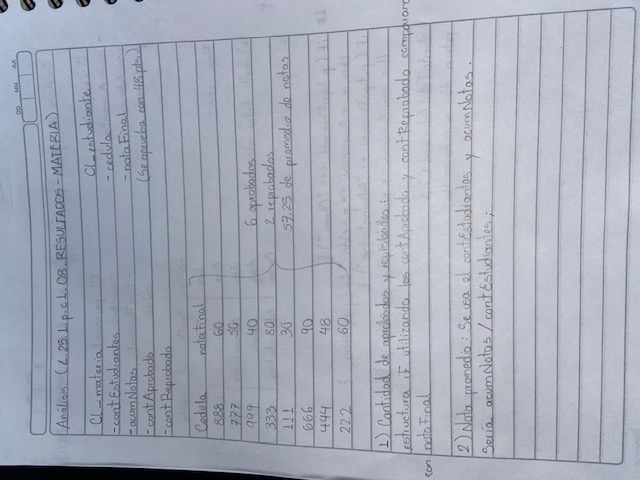 DD MM AA
Análisis (L.25.1.p.c1.08.RESULTADOS-MATERIA)
Cl_materia
-contEstudiantes
-acumNotas
-contAprobado
-contReprobado
Cl_estudiante
- cedula
- notaFinal
(Se aprueba con 48 pts)
Cedula notaFinal
888 60
777 50
999 40
333 80
111 30
666 90
444 48
222 60
6 aprobados
2 reprobados
57.25 de promedio de notas
1) Cantidad de aprobados y reprobados:
estructura if utilizando los contAprobado y contReprobado comparar
con notaFinal
2) Nota promedio: Se usa el contEstudiantes y acumNotas.
Sería acumNotas/contEstudiantes;